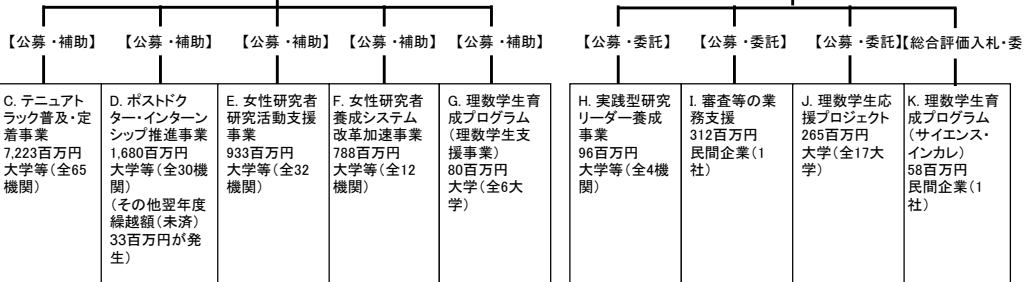 【公募・補助】
【公募・補助】
【公募・補助】
【公募・補助】
【公募・補助】
【公募・委託】
【公募・委託】
【公募・委託】
【総合評価入札・委
C. テニュアト
ラック普及・定
着事業
7,223百万円
大学等(全65
機関)
D. ポストドク
ター・インターン
シップ推進事業
1,680百万円
大学等(全30機
関)
(その他翌年度
繰越額(未済)
33百万円が発
生)
E. 女性研究者
研究活動支援
事業
933百万円
大学等(全32
機関)
F. 女性研究者
養成システム
改革加速事業
788百万円
大学等(全12
機関)
G. 理数学生育
成プログラム
(理数学生支
援事業)
80百万円
大学(全6大
学)
H. 実践型研究
リーダー養成
事業
96百万円
大学等(全4機
関)
I. 審査等の業
務支援
312百万円
民間企業(1
社)
J. 理数学生応
援プロジェクト
265百万円
大学(全17大
学)
K. 理数学生育
成プログラム
(サイエンス・
インカレ)
58百万円
民間企業(1
社)